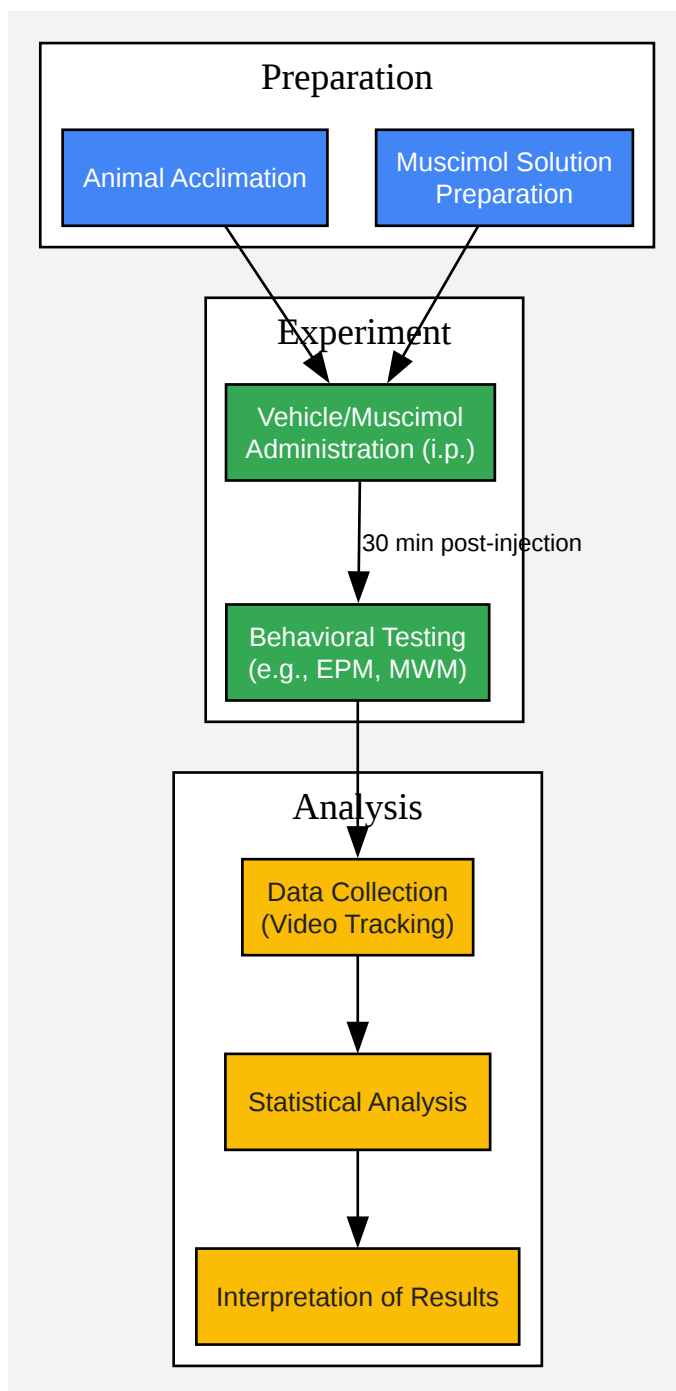 Preparation
Animal Acclimation
Muscimol Solution
Preparation
Experiment
Vehicle/Muscimol
Administration (i.p.)
30 min post-injection
Behavioral Testing
(e.g., EPM, MWM)
Analysis
Data Collection
(Video Tracking)
Statistical Analysis
Interpretation of Results